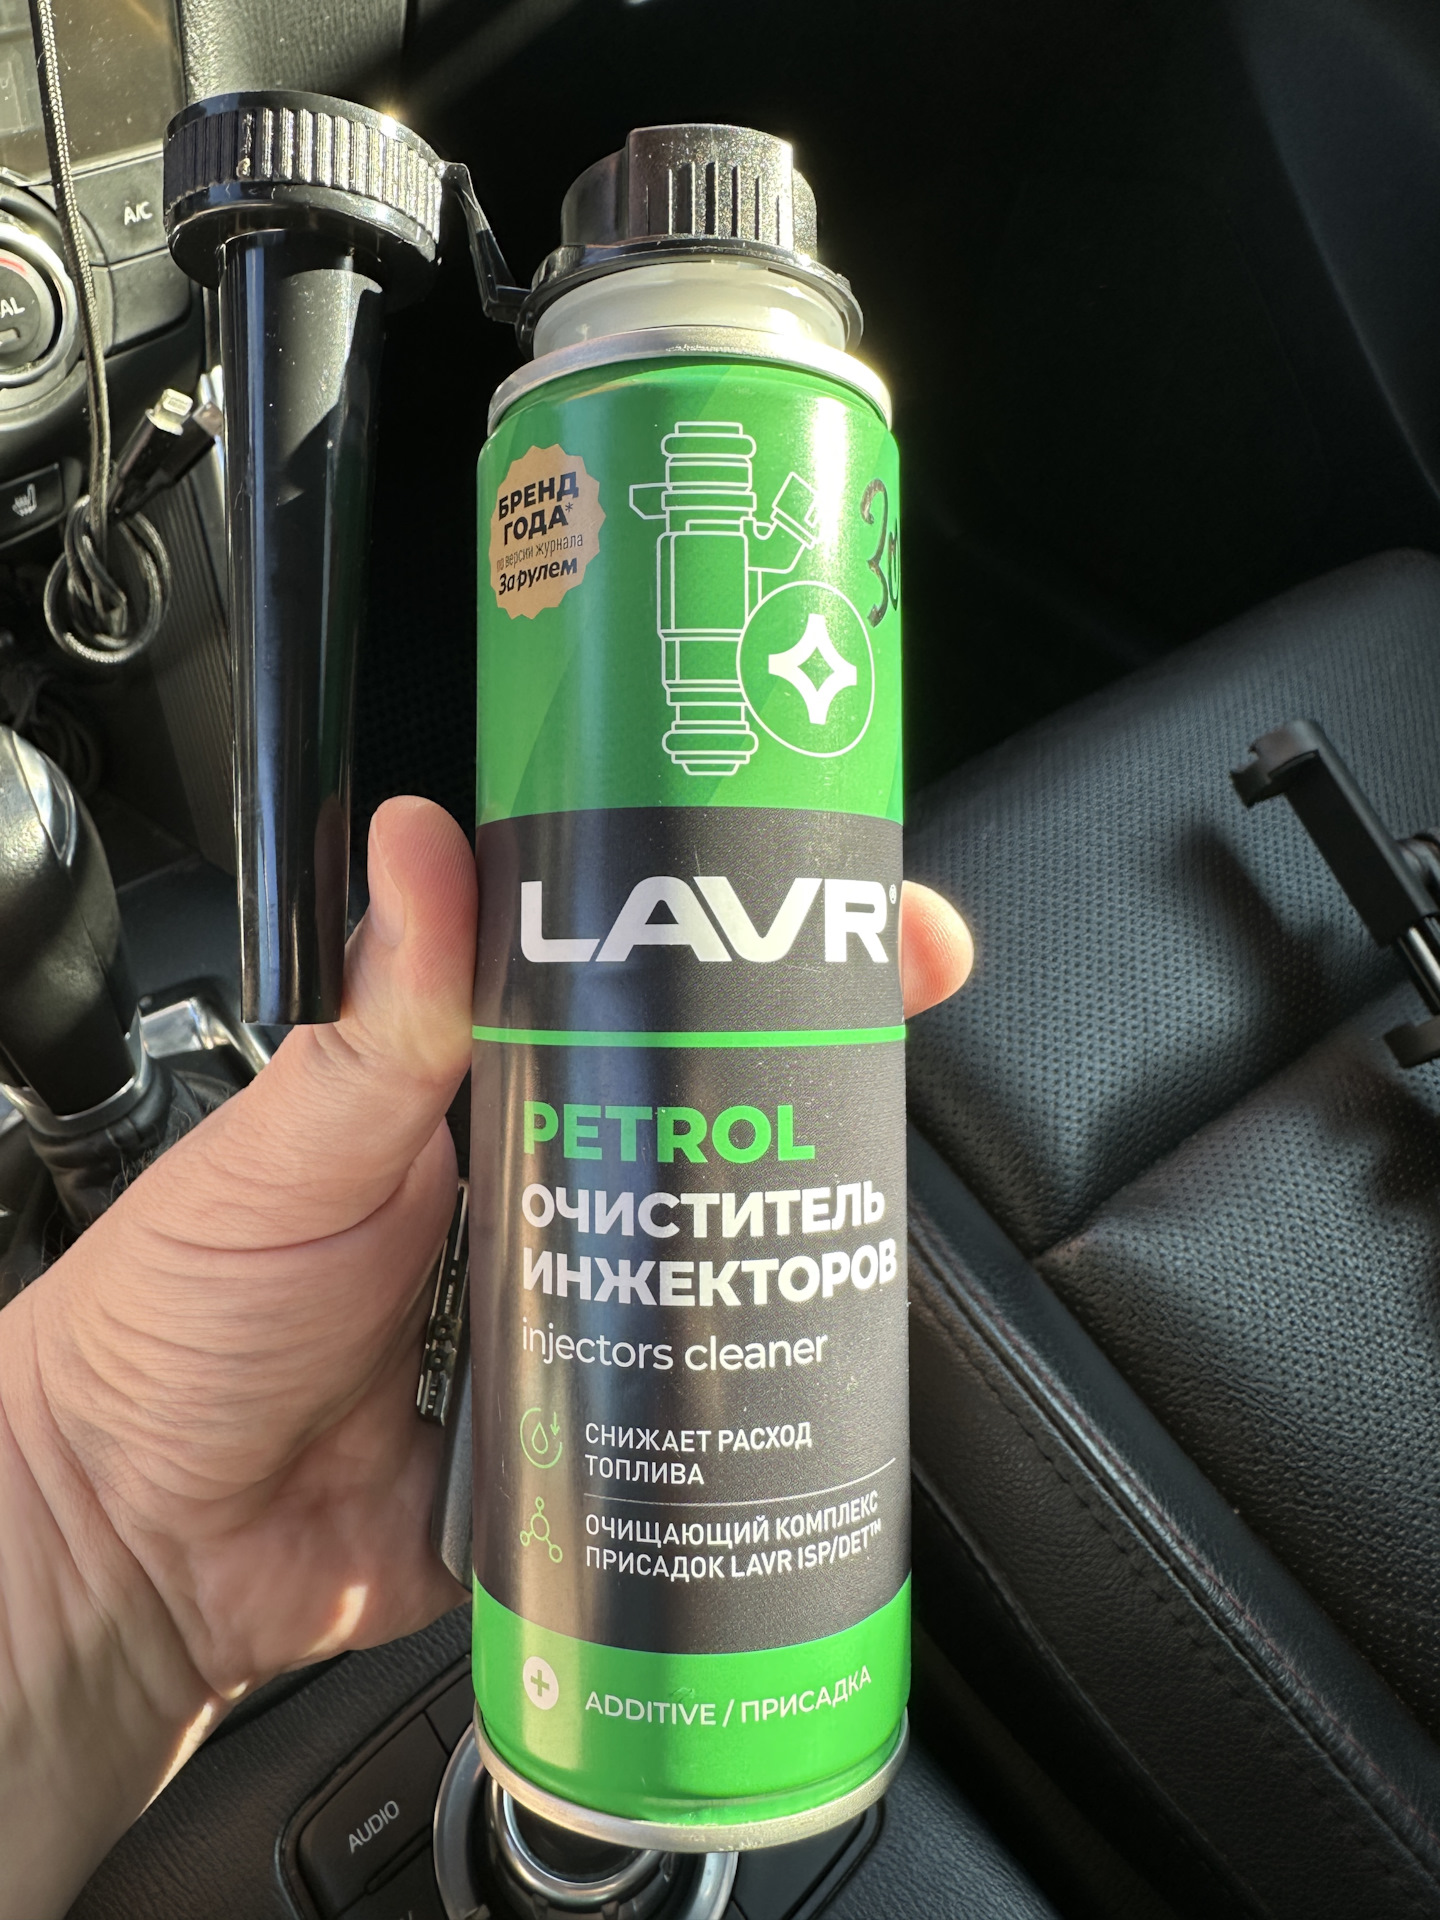 A/C
БРЕНД
ГОДА*
по версии журнала
За рулем
LAVR®
PETROL
ОЧИСТИТЕЛЬ
ИНЖЕКТОРОВ
injectors cleaner
СНИЖАЕТ РАСХОД
ТОПЛИВА
ОЧИЩАЮЩИЙ КОМПЛЕКС
ПРИСАДОК LAVR ISP/DET™
ADDITIVE / ПРИСАДКА
AUDIO